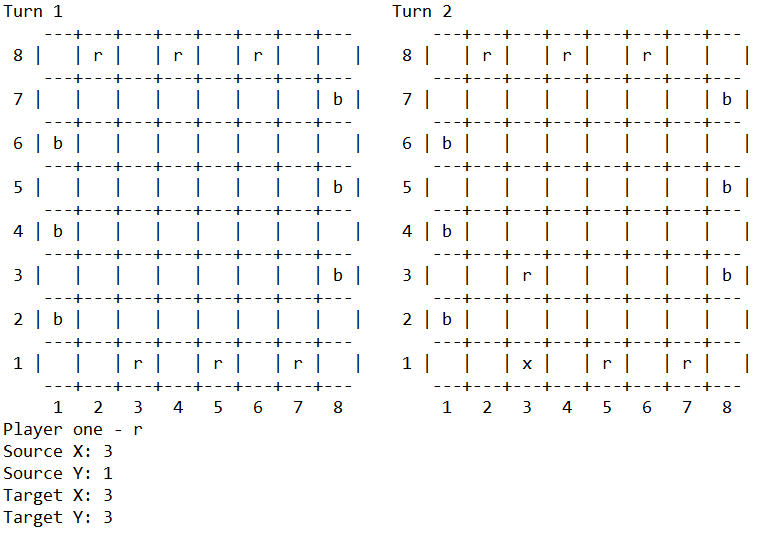 Turn 1                                 Turn 2
    ---+---+---+---+---+---+---+---        ---+---+---+---+---+---+---+---
 8 |   | r |   | r |   | r |   |   |    8 |   | r |   | r |   | r |   |   |
    ---+---+---+---+---+---+---+---        ---+---+---+---+---+---+---+---
 7 |   |   |   |   |   |   |   | b |    7 |   |   |   |   |   |   |   | b |
    ---+---+---+---+---+---+---+---        ---+---+---+---+---+---+---+---
 6 | b |   |   |   |   |   |   |   |    6 | b |   |   |   |   |   |   |   |
    ---+---+---+---+---+---+---+---        ---+---+---+---+---+---+---+---
 5 |   |   |   |   |   |   |   | b |    5 |   |   |   |   |   |   |   | b |
    ---+---+---+---+---+---+---+---        ---+---+---+---+---+---+---+---
 4 | b |   |   |   |   |   |   |   |    4 | b |   |   |   |   |   |   |   |
    ---+---+---+---+---+---+---+---        ---+---+---+---+---+---+---+---
 3 |   |   |   |   |   |   |   | b |    3 |   |   | r |   |   |   |   | b |
    ---+---+---+---+---+---+---+---        ---+---+---+---+---+---+---+---
 2 | b |   |   |   |   |   |   |   |    2 | b |   |   |   |   |   |   |   |
    ---+---+---+---+---+---+---+---        ---+---+---+---+---+---+---+---
 1 |   |   | r |   | r |   | r |   |    1 |   |   | x |   | r |   | r |   |
    ---+---+---+---+---+---+---+---        ---+---+---+---+---+---+---+---
     1   2   3   4   5   6   7   8          1   2   3   4   5   6   7   8
Player one - r
Source X: 3
Source Y: 1
Target X: 3
Target Y: 3